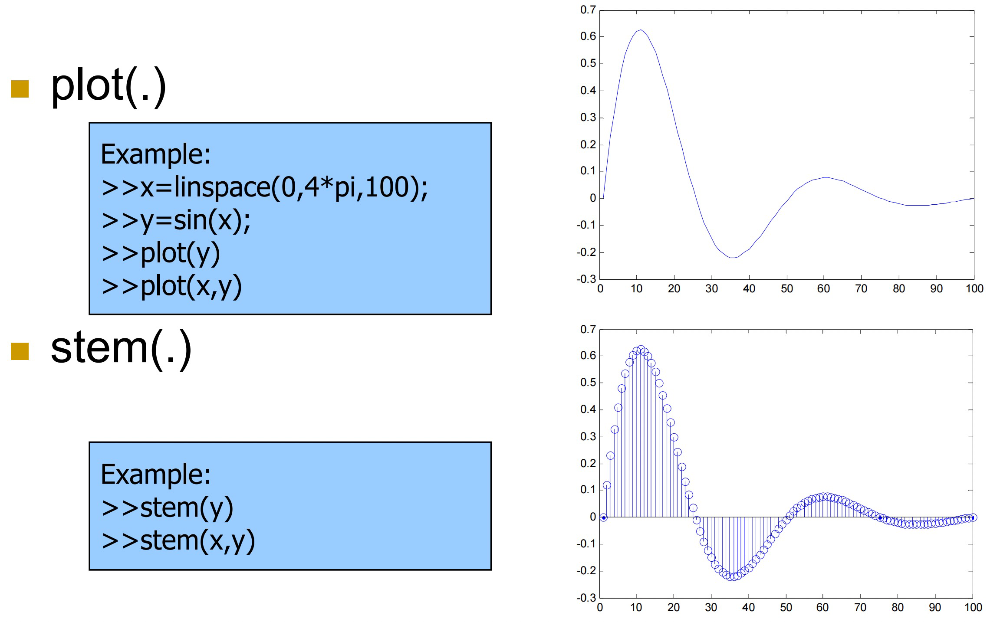 plot(.)
Example:
>>x=linspace(0,4*pi,100);
>>y=sin(x);
>>plot(y)
>>plot(x,y)
stem(.)
Example:
>>stem(y)
>>stem(x,y)
0.7
0.6
0.5
0.4
0.3
0.2
0.1
0
-0.1
-0.2
-0.3
0 10 20 30 40 50 60 70 80 90 100
0.7
0.6
0.5
0.4
0.3
0.2
0.1
0
-0.1
-0.2
-0.3
0 10 20 30 40 50 60 70 80 90 100